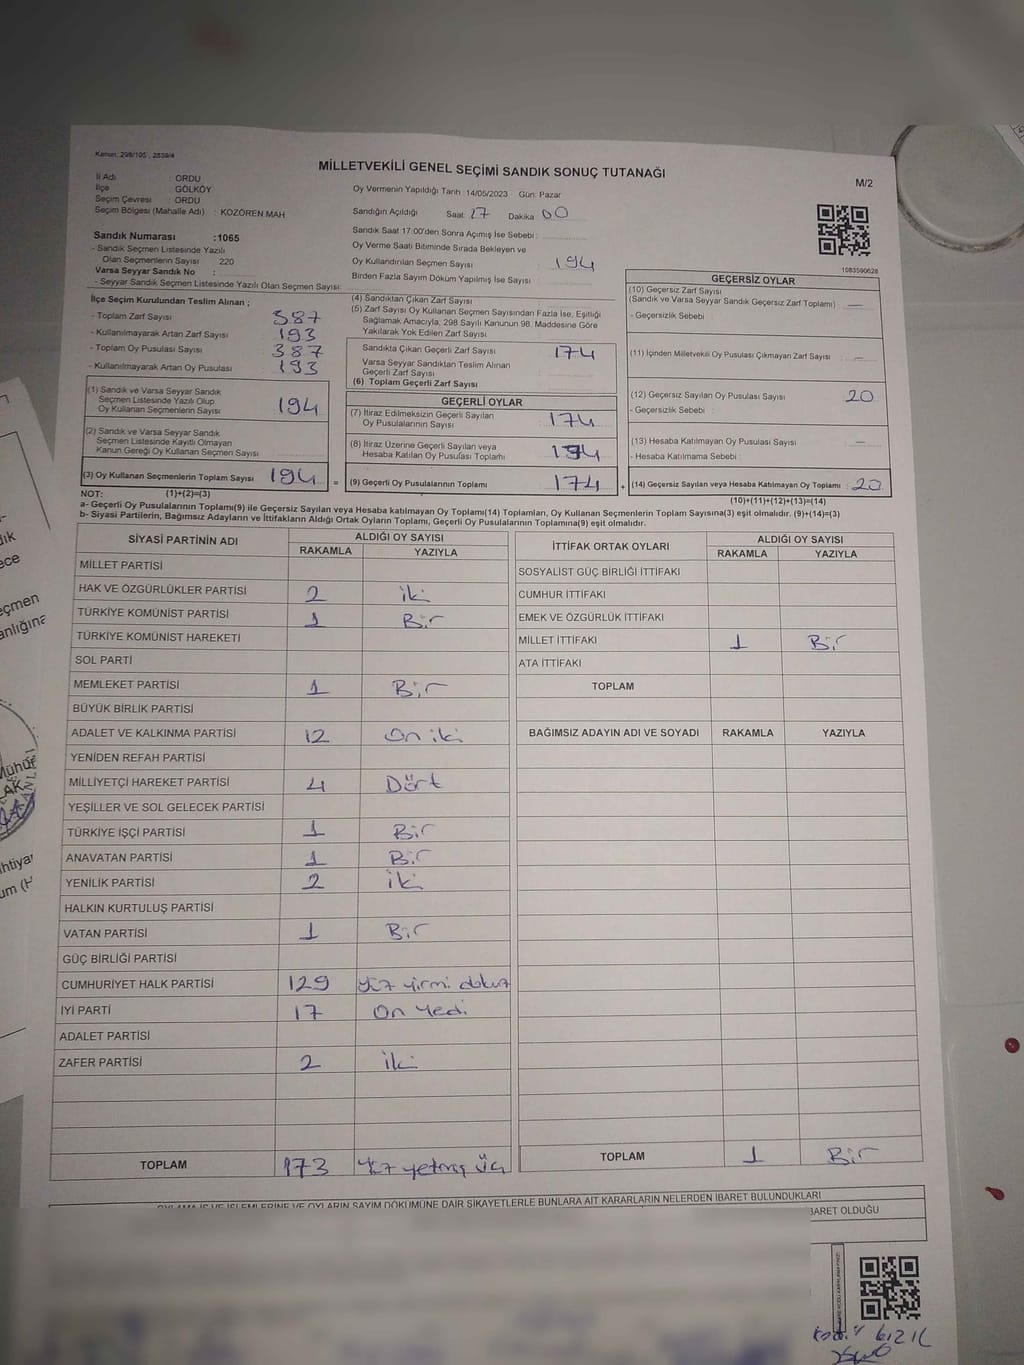 Kanun: 298/105 , 2839/4
MİLLETVEKİLİ GENEL SEÇİMİ SANDIK SONUÇ TUTANAĞI
M/2
İl Adı : ORDU
İlçe : GÖLKÖY
Seçim Çevresi : ORDU
Seçim Bölgesi (Mahalle Adı) : KOZÖREN MAH
Oy Vermenin Yapıldığı Tarih :14/05/2023 Gün: Pazar
Sandığın Açıldığı Saat: 17 Dakika 00
Sandık Saat 17:00'den Sonra Açımış İse Sebebi :
Oy Verme Saati Bitiminde Sırada Bekleyen ve
Oy Kullandırılan Seçmen Sayısı 194
Birden Fazla Sayım Döküm Yapılmış İse Sayısı :
Sandık Numarası :1065
- Sandık Seçmen Listesinde Yazılı
Olan Seçmenlerin Sayısı 220
Varsa Seyyar Sandık No :
- Seyyar Sandık Seçmen Listesinde Yazılı Olan Seçmen Sayısı:
1083590628
İlçe Seçim Kurulundan Teslim Alınan ;
- Toplam Zarf Sayısı 387
- Kullanılmayarak Artan Zarf Sayısı 193
- Toplam Oy Pusulası Sayısı 387
- Kullanılmayarak Artan Oy Pusulası 193
(1) Sandık ve Varsa Seyyar Sandık
Seçmen Listesinde Yazılı Olup
Oy Kullanan Seçmenlerin Sayısı 194
(2) Sandık ve Varsa Seyyar Sandık
Seçmen Listesinde Kayıtlı Olmayan
Kanun Gereği Oy Kullanan Seçmen Sayısı
(3) Oy Kullanan Seçmenlerin Toplam Sayısı 194 =
(4) Sandıktan Çıkan Zarf Sayısı
(5) Zarf Sayısı Oy Kullanan Seçmen Sayısından Fazla İse, Eşitliği
Sağlamak Amacıyla, 298 Sayılı Kanunun 98. Maddesine Göre
Yakılarak Yok Edilen Zarf Sayısı
Sandıkta Çıkan Geçerli Zarf Sayısı 174
Varsa Seyyar Sandıktan Teslim Alınan
Geçerli Zarf Sayısı
(6) Toplam Geçerli Zarf Sayısı
GEÇERLİ OYLAR
(7) İtiraz Edilmeksizin Geçerli Sayılan
Oy Pusulalarının Sayısı 174
(8) İtiraz Üzerine Geçerli Sayılan veya
Hesaba Katılan Oy Pusulası Toplamı
(9) Geçerli Oy Pusulalarının Toplamı 174 +
GEÇERSİZ OYLAR
(10) Geçersiz Zarf Sayısı
(Sandık ve Varsa Seyyar Sandık Geçersiz Zarf Toplamı) —
- Geçersizlik Sebebi
(11) İçinden Milletvekili Oy Pusulası Çıkmayan Zarf Sayısı —
(12) Geçersiz Sayılan Oy Pusulası Sayısı 20
- Geçersizlik Sebebi :
(13) Hesaba Katılmayan Oy Pusulası Sayısı —
- Hesaba Katılmama Sebebi
(14) Geçersiz Sayılan veya Hesaba Katılmayan Oy Toplamı : 20
NOT: (1)+(2)=(3) (10)+(11)+(12)+(13)=(14)
a- Geçerli Oy Pusulalarının Toplamı(9) ile Geçersiz Sayılan veya Hesaba katılmayan Oy Toplamı(14) Toplamları, Oy Kullanan Seçmenlerin Toplam Sayısına(3) eşit olmalıdır. (9)+(14)=(3)
b- Siyasi Partilerin, Bağımsız Adayların ve İttifakların Aldığı Ortak Oyların Toplamı, Geçerli Oy Pusulalarının Toplamına(9) eşit olmalıdır.
SİYASİ PARTİNİN ADI ALDIĞI OY SAYISI
RAKAMLA YAZIYLA
MİLLET PARTİSİ
HAK VE ÖZGÜRLÜKLER PARTİSİ 2 iki
TÜRKİYE KOMÜNİST PARTİSİ 1 Bir
TÜRKİYE KOMÜNİST HAREKETİ
SOL PARTİ
MEMLEKET PARTİSİ 1 Bir
BÜYÜK BİRLİK PARTİSİ
ADALET VE KALKINMA PARTİSİ 12 On iki
YENİDEN REFAH PARTİSİ
MİLLİYETÇİ HAREKET PARTİSİ 4 Dört
YEŞİLLER VE SOL GELECEK PARTİSİ
TÜRKİYE İŞÇİ PARTİSİ 1 Bir
ANAVATAN PARTİSİ 1 Bir
YENİLİK PARTİSİ 2 iki
HALKIN KURTULUŞ PARTİSİ
VATAN PARTİSİ 1 Bir
GÜÇ BİRLİĞİ PARTİSİ
CUMHURİYET HALK PARTİSİ 129 yüz yirmi dokuz
İYİ PARTİ 17 On Yedi
ADALET PARTİSİ
ZAFER PARTİSİ 2 iki
TOPLAM 173 Yüz yetmiş üç
İTTİFAK ORTAK OYLARI ALDIĞI OY SAYISI
RAKAMLA YAZIYLA
SOSYALİST GÜÇ BİRLİĞİ İTTİFAKI
CUMHUR İTTİFAKI
EMEK VE ÖZGÜRLÜK İTTİFAKI
MİLLET İTTİFAKI 1 Bir
ATA İTTİFAKI
TOPLAM
BAĞIMSIZ ADAYIN ADI VE SOYADI RAKAMLA YAZIYLA
TOPLAM 1 Bir
OYLAMA İŞ VE İŞLEMLERİNE VE OYLARIN SAYIM DÖKÜMÜNE DAİR ŞİKAYETLERLE BUNLARA AİT KARARLARIN NELERDEN İBARET BULUNDUKLARI
BARET OLDUĞU